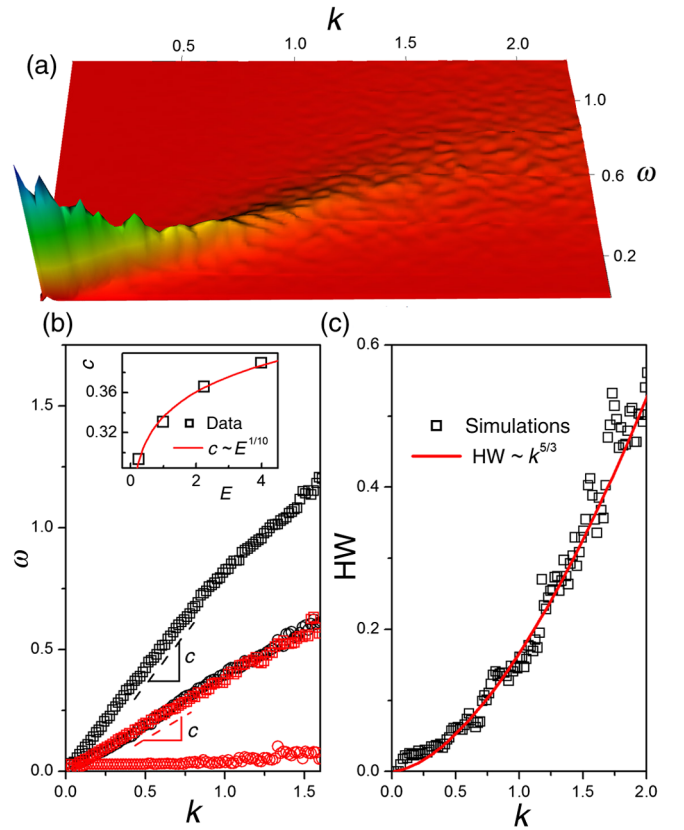 k
(a)
0.5 1.0 1.5 2.0
1.0
0.6 ω
0.2
(b)
(c)
1.5
1.0
0.5
0.0
ω
c
0.36
0.32
Data
c ~ E^1/10
0 2 4
E
c
c
0.0 0.5 1.0 1.5
k
HW
0.6
0.4
0.2
0.0
Simulations
HW ~ k^5/3
0.0 0.5 1.0 1.5 2.0
k